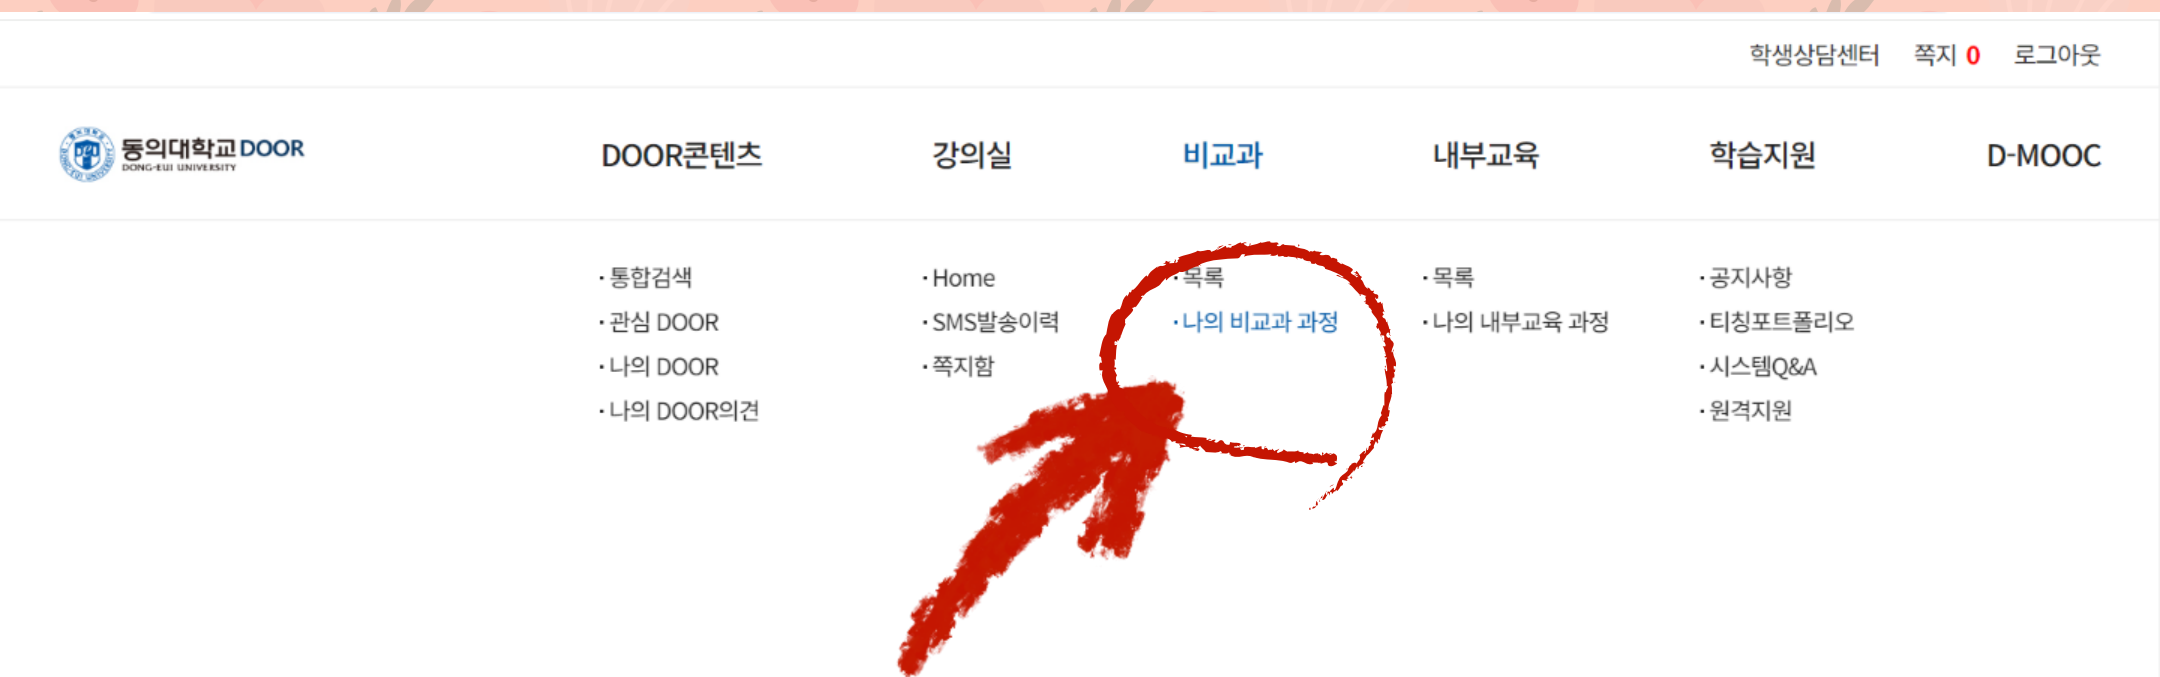 학생상담센터 쪽지 0 로그아웃
동의대학교 DOOR
DONG-EUI UNIVERSITY
DOOR콘텐츠 강의실 비교과 내부교육 학습지원 D-MOOC
· 통합검색 · Home · 목록 · 목록 · 공지사항
· 관심 DOOR · SMS발송이력 · 나의 비교과 과정 · 나의 내부교육 과정 · 티칭포트폴리오
· 나의 DOOR · 쪽지함 · 시스템Q&A
· 나의 DOOR의견 · 원격지원